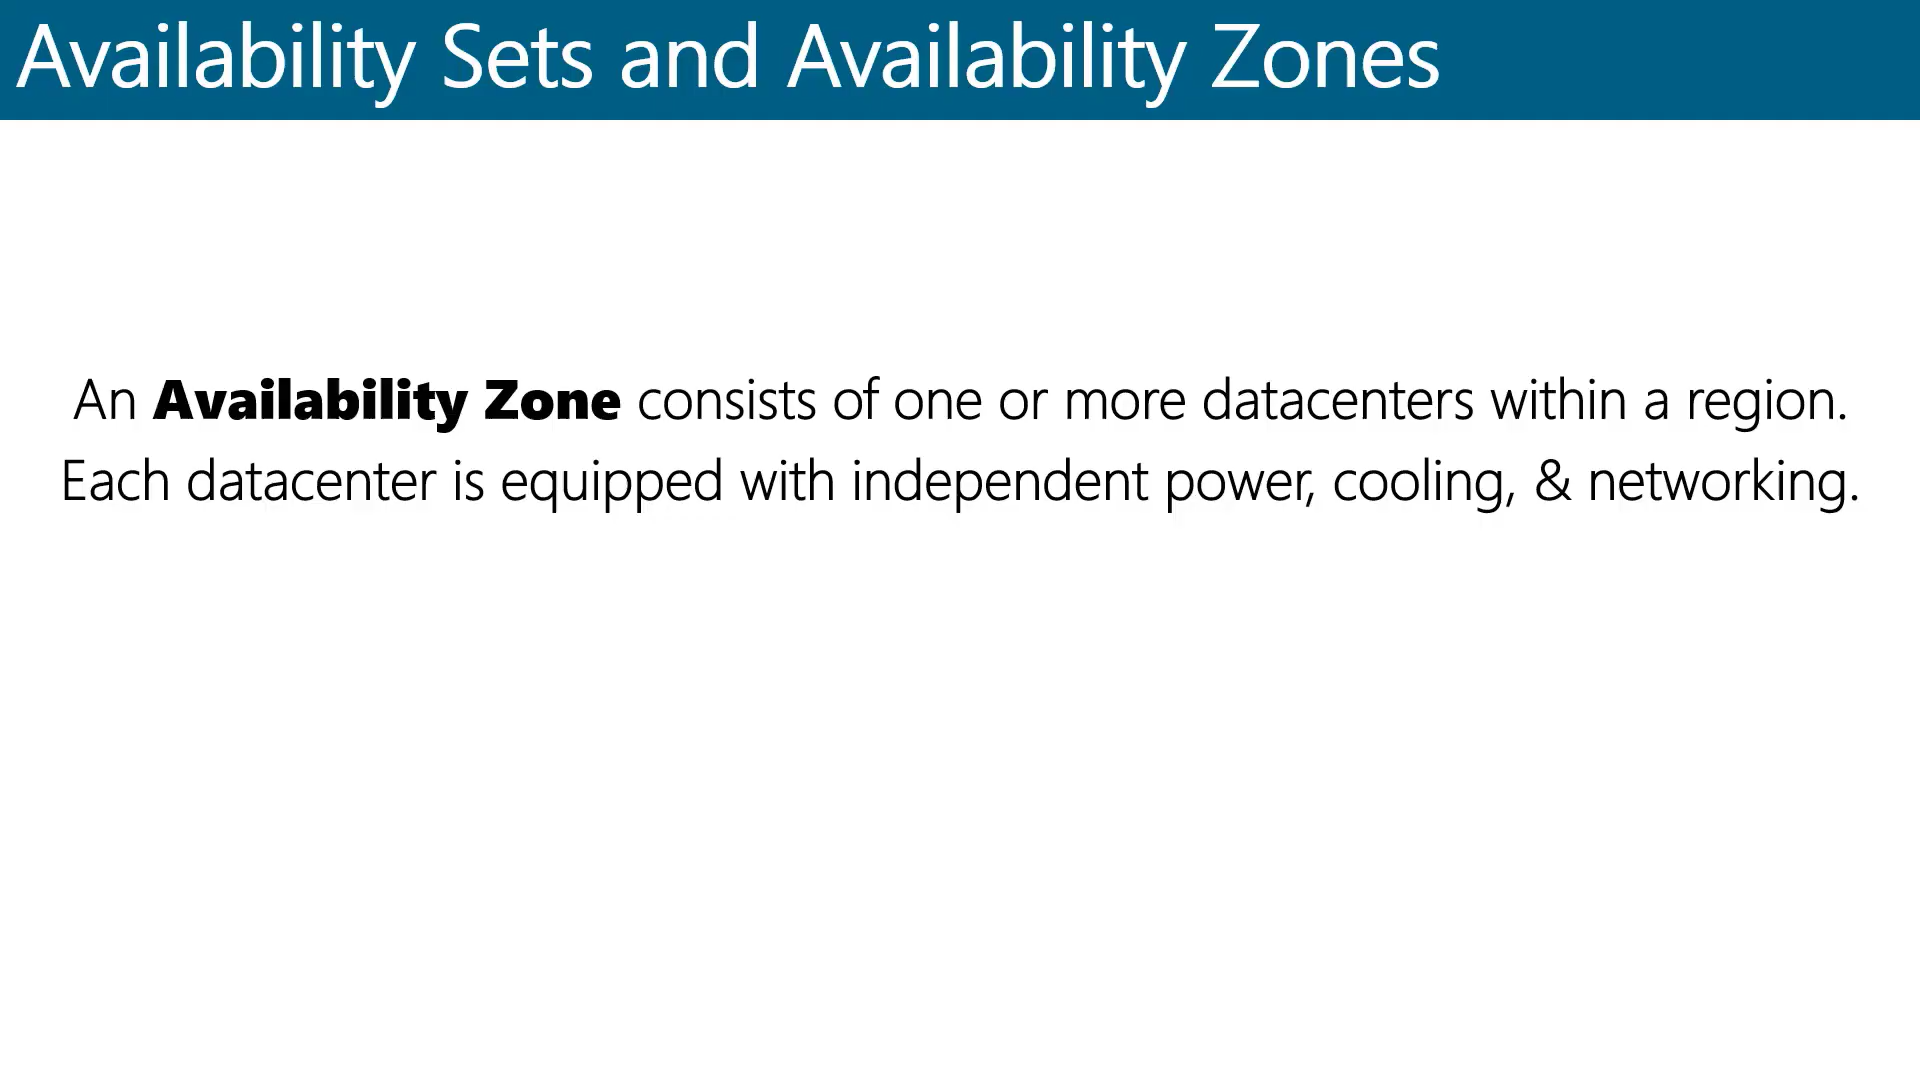 Availability Sets and Availability Zones
An Availability Zone consists of one or more datacenters within a region.
Each datacenter is equipped with independent power, cooling, & networking.